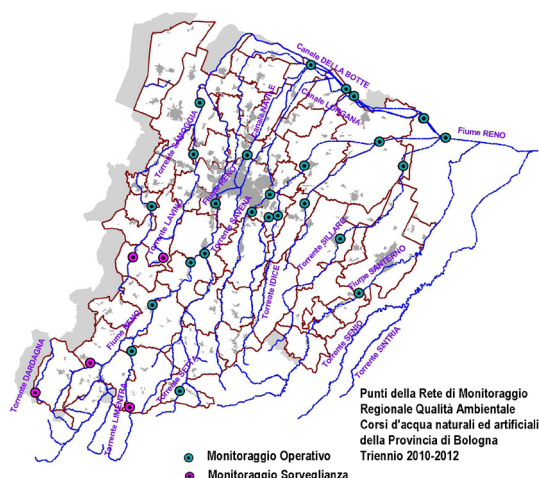 Canale DELLA BOTTE
Canale NAVILE
Canale LORGANA
Torrente SAMOGGIA
Fiume RENO
Fiume RENO
Torrente LAVINO
Torrente SAVENA
Torrente SILLARO
Fiume SANTERNO
Torrente IDICE
Fiume RENO
Torrente SENIO
Torrente SINTRIA
Torrente DARDAGNA
Torrente SETTA
Torrente LIMENTRA
Punti della Rete di Monitoraggio
Regionale Qualità Ambientale
Corsi d'acqua naturali ed artificiali
della Provincia di Bologna
Triennio 2010-2012
Monitoraggio Operativo
Monitoraggio Sorveglianza